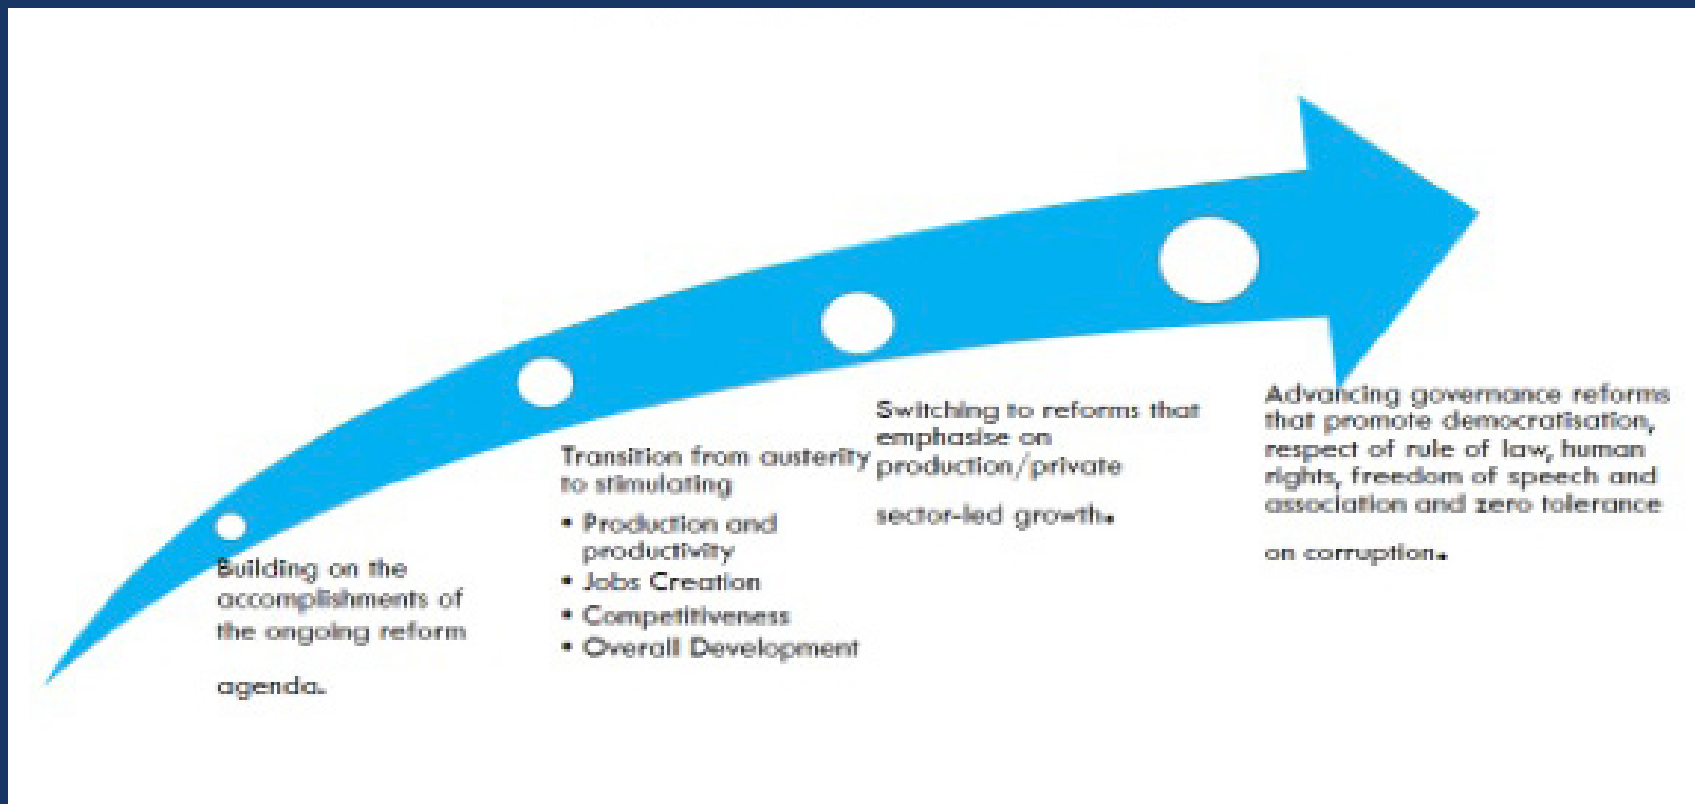 Building on the
accomplishments of
the ongoing reform
agenda.
Transition from austerity
to stimulating
• Production and
productivity
• Jobs Creation
• Competitiveness
• Overall Development
Switching to reforms that
emphasise on
production/private
sector-led growth.
Advancing governance reforms
that promote democratisation,
respect of rule of law, human
rights, freedom of speech and
association and zero tolerance
on corruption.